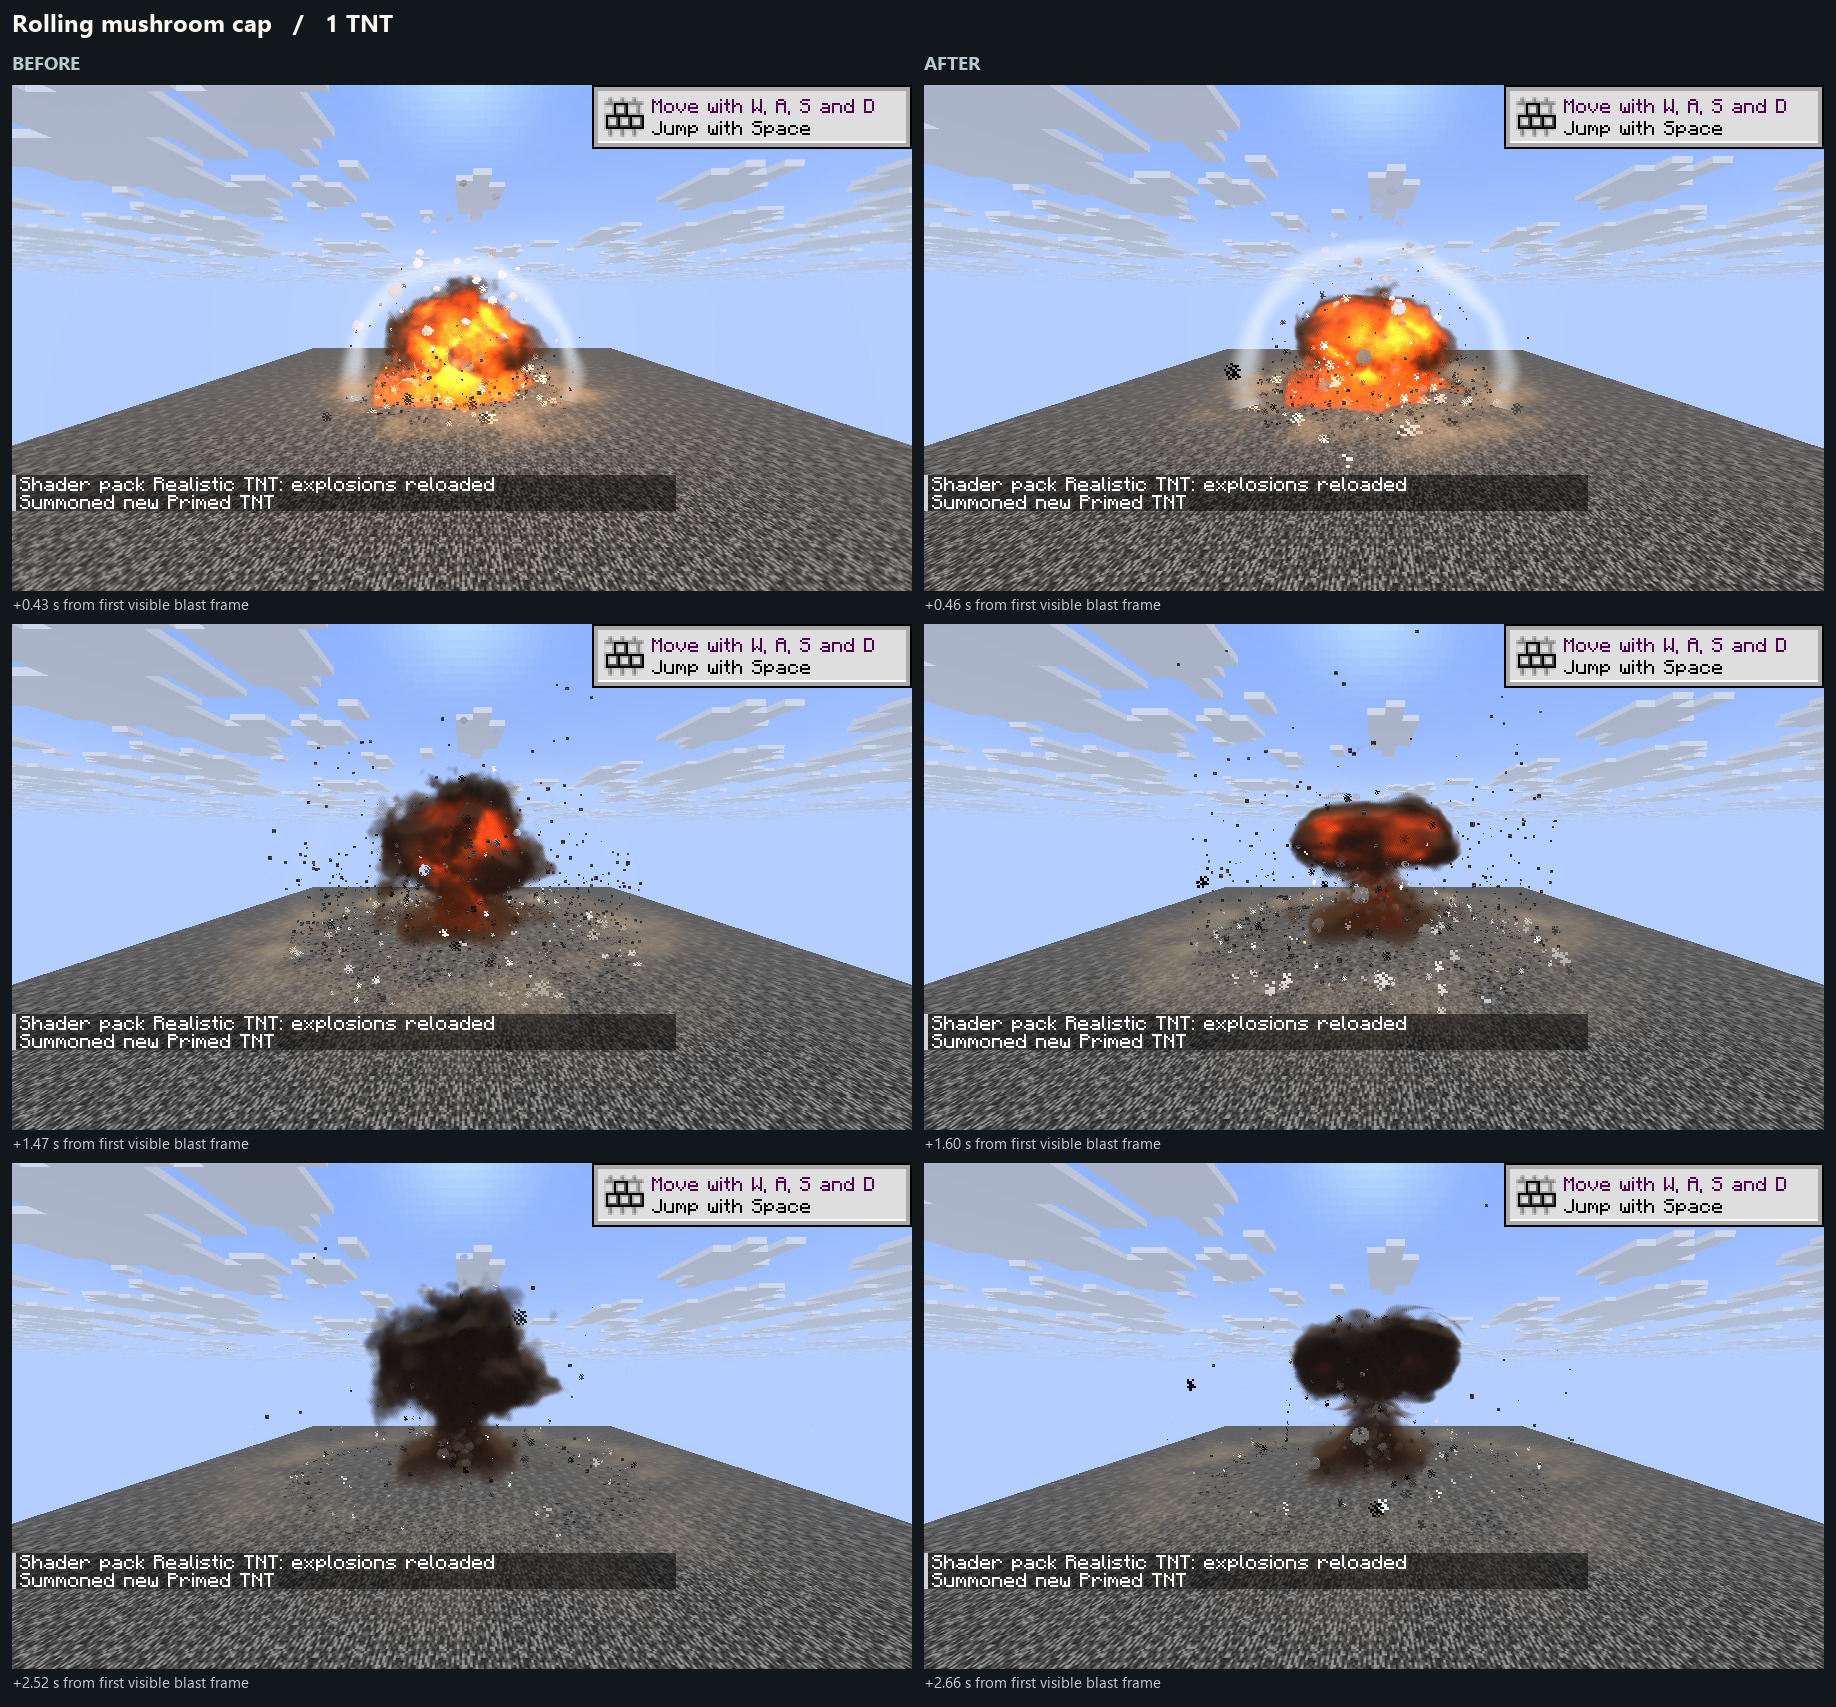 Rolling mushroom cap / 1 TNT
BEFORE
AFTER
Move with W, A, S and D
Jump with Space
Shader pack Realistic TNT: explosions reloaded
Summoned new Primed TNT
+0.43 s from first visible blast frame
Move with W, A, S and D
Jump with Space
Shader pack Realistic TNT: explosions reloaded
Summoned new Primed TNT
+0.46 s from first visible blast frame
Move with W, A, S and D
Jump with Space
Shader pack Realistic TNT: explosions reloaded
Summoned new Primed TNT
+1.47 s from first visible blast frame
Move with W, A, S and D
Jump with Space
Shader pack Realistic TNT: explosions reloaded
Summoned new Primed TNT
+1.60 s from first visible blast frame
Move with W, A, S and D
Jump with Space
Shader pack Realistic TNT: explosions reloaded
Summoned new Primed TNT
+2.52 s from first visible blast frame
Move with W, A, S and D
Jump with Space
Shader pack Realistic TNT: explosions reloaded
Summoned new Primed TNT
+2.66 s from first visible blast frame